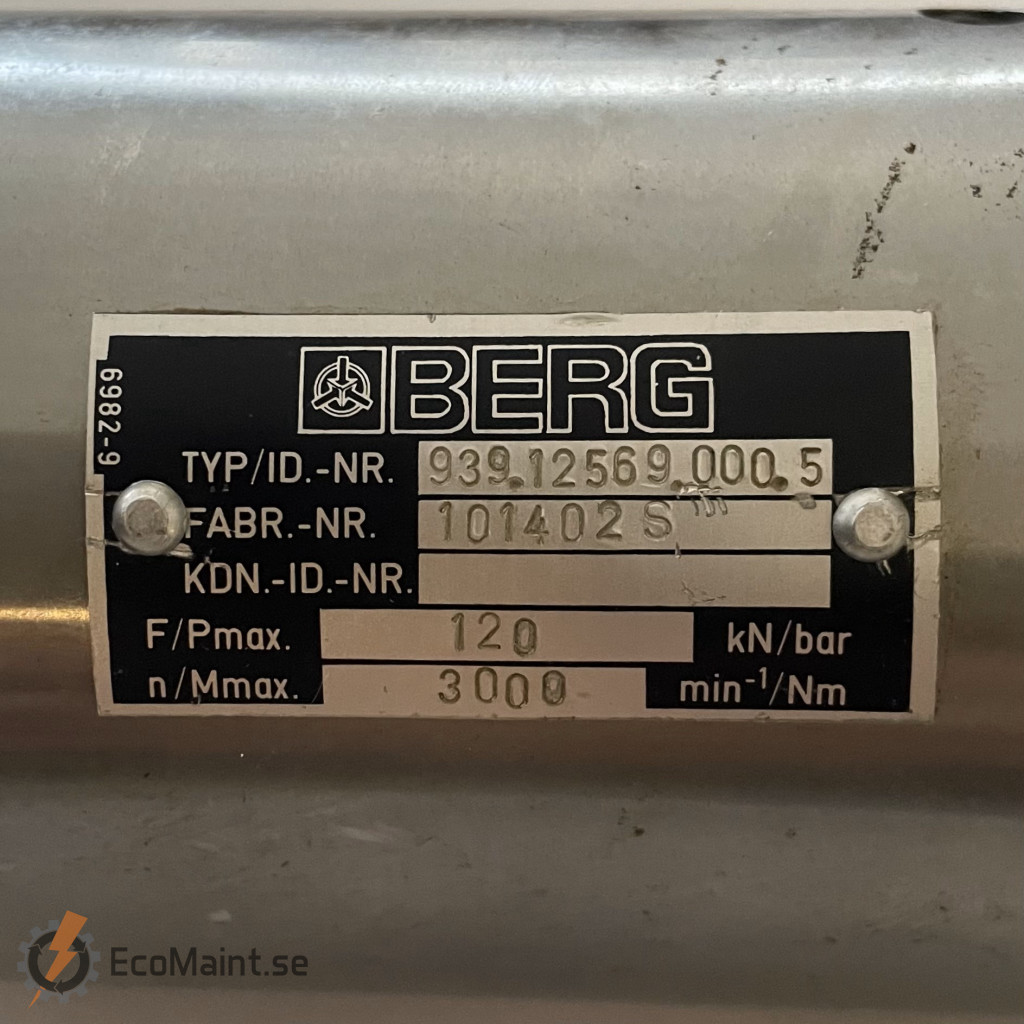 BERG
6982-9
TYP/ID.-NR. 939.12569.000.5
FABR.-NR. 101402 S
KDN.-ID.-NR.
F/Pmax. 120 kN/bar
n/Mmax. 3000 min⁻¹/Nm
EcoMaint.se